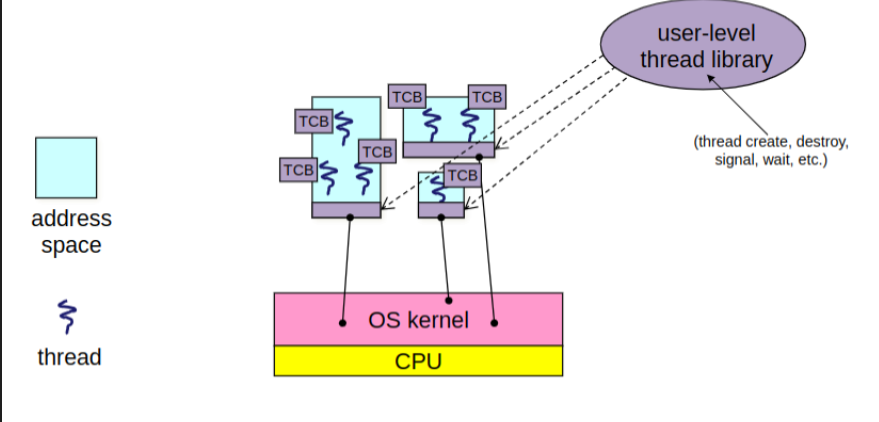 user-level
thread library
(thread create, destroy,
signal, wait, etc.)
TCB
TCB
TCB
TCB
TCB
TCB
address
space
thread
OS kernel
CPU